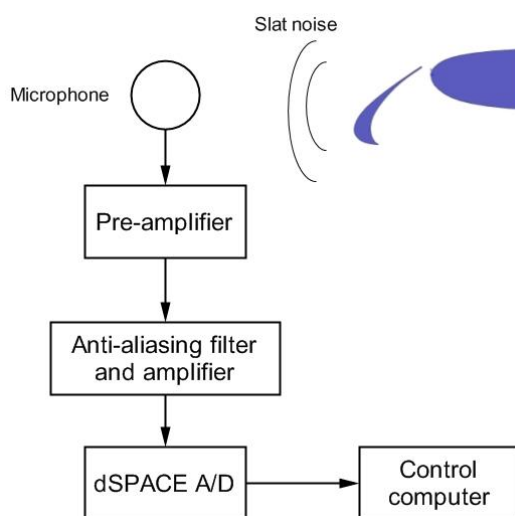 Slat noise
Microphone
Pre-amplifier
Anti-aliasing filter
and amplifier
dSPACE A/D
Control
computer